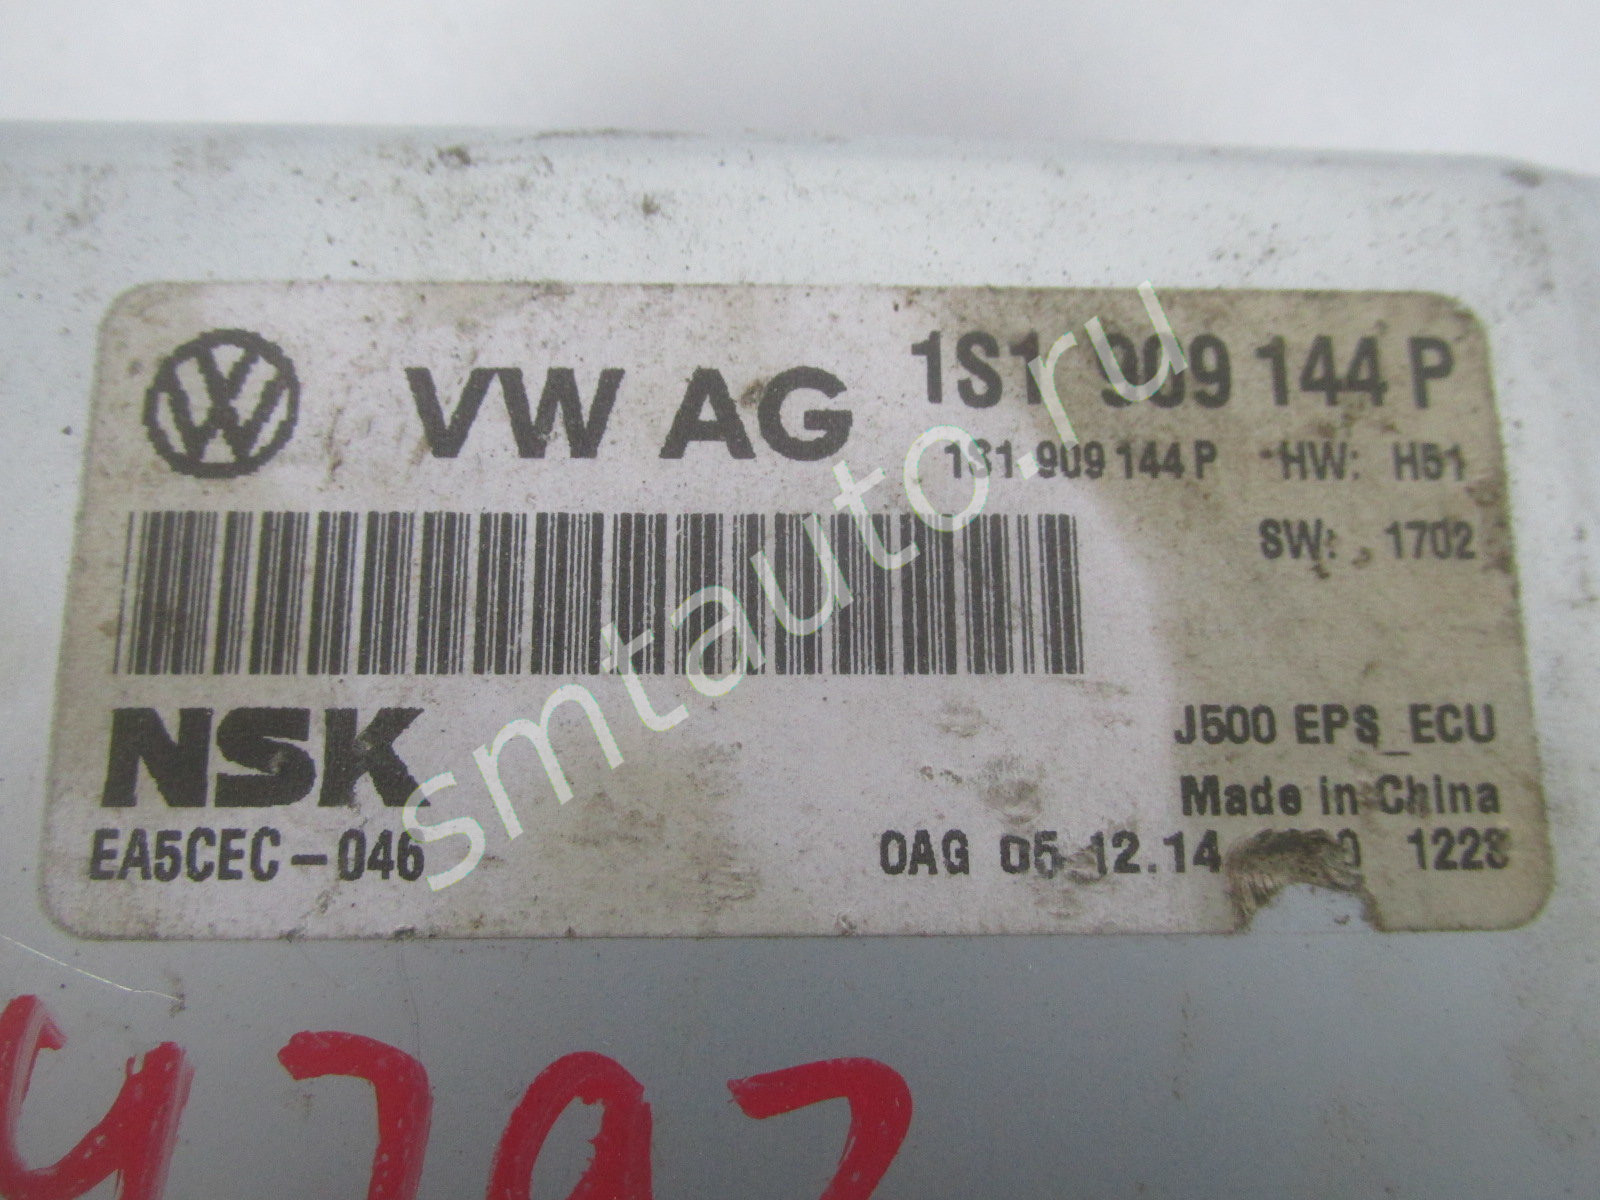 VW AG 1S1 909 144 P
1S1 909 144 P HW: H51
SW: 1702
NSK
J500 EPS_ECU
Made in China
EA5CEC-046 0AG 05.12.14
smtauto.ru